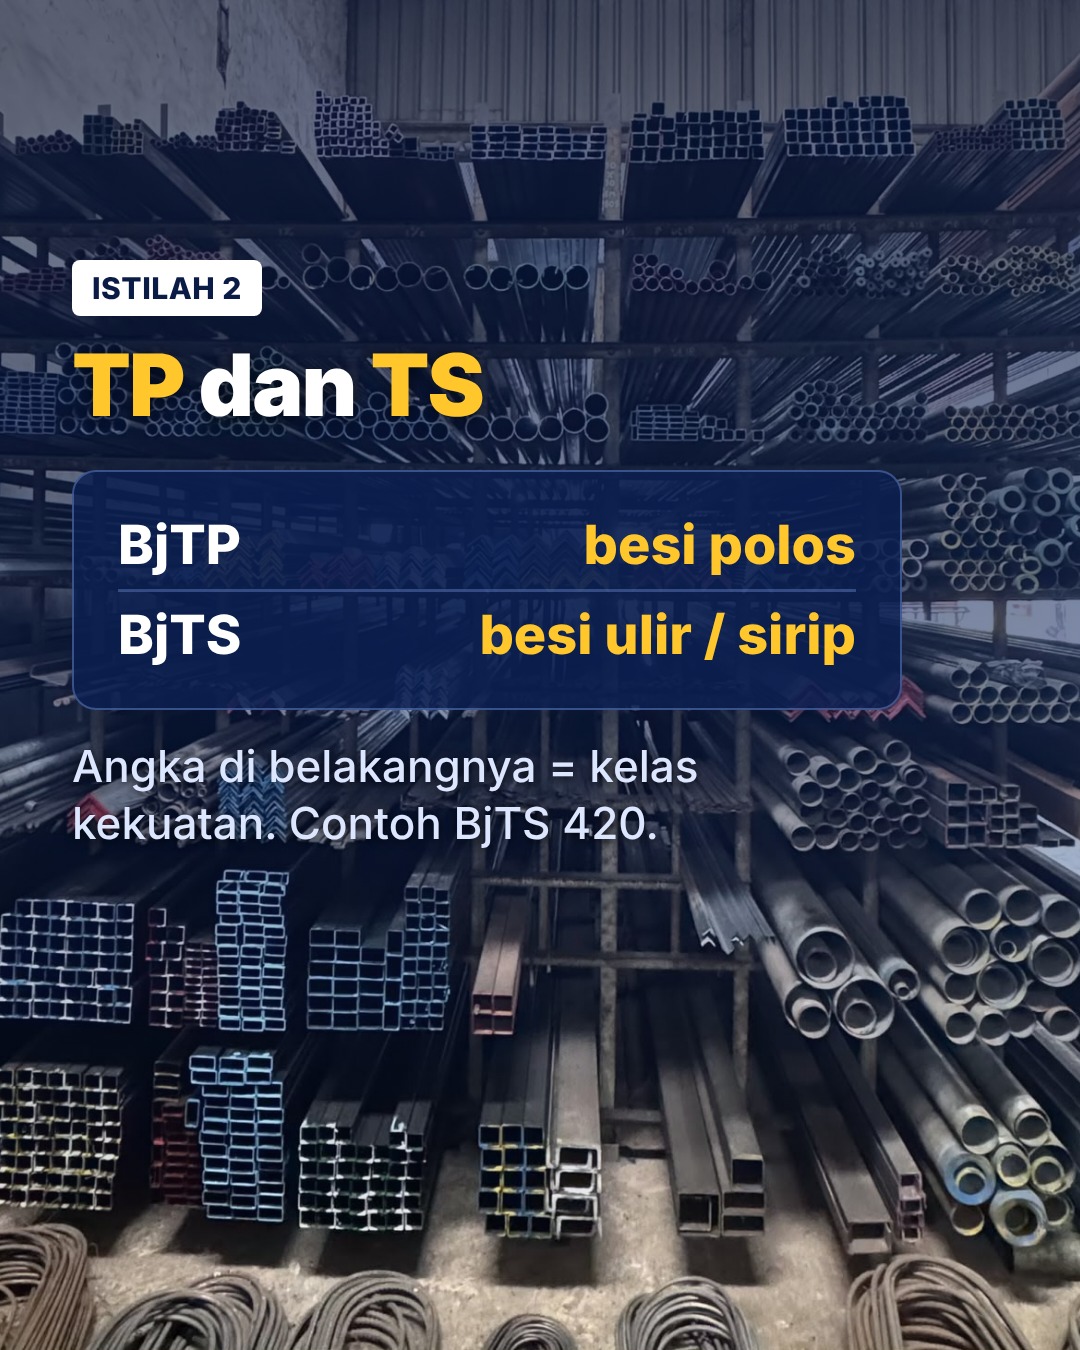 ISTILAH 2
TP dan TS
BjTP besi polos
BjTS besi ulir / sirip
Angka di belakangnya = kelas
kekuatan. Contoh BjTS 420.